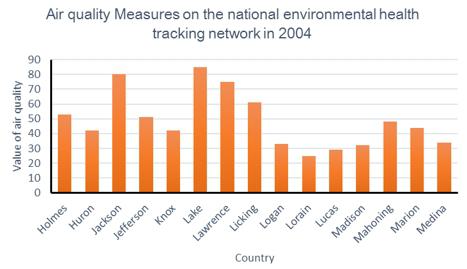 Air quality Measures on the national environmental health
tracking network in 2004
Value of air quality
90
80
70
60
50
40
30
20
10
0
Holmes
Huron
Jackson
Jefferson
Knox
Lake
Lawrence
Licking
Logan
Lorain
Lucas
Madison
Mahoning
Marion
Medina
Country